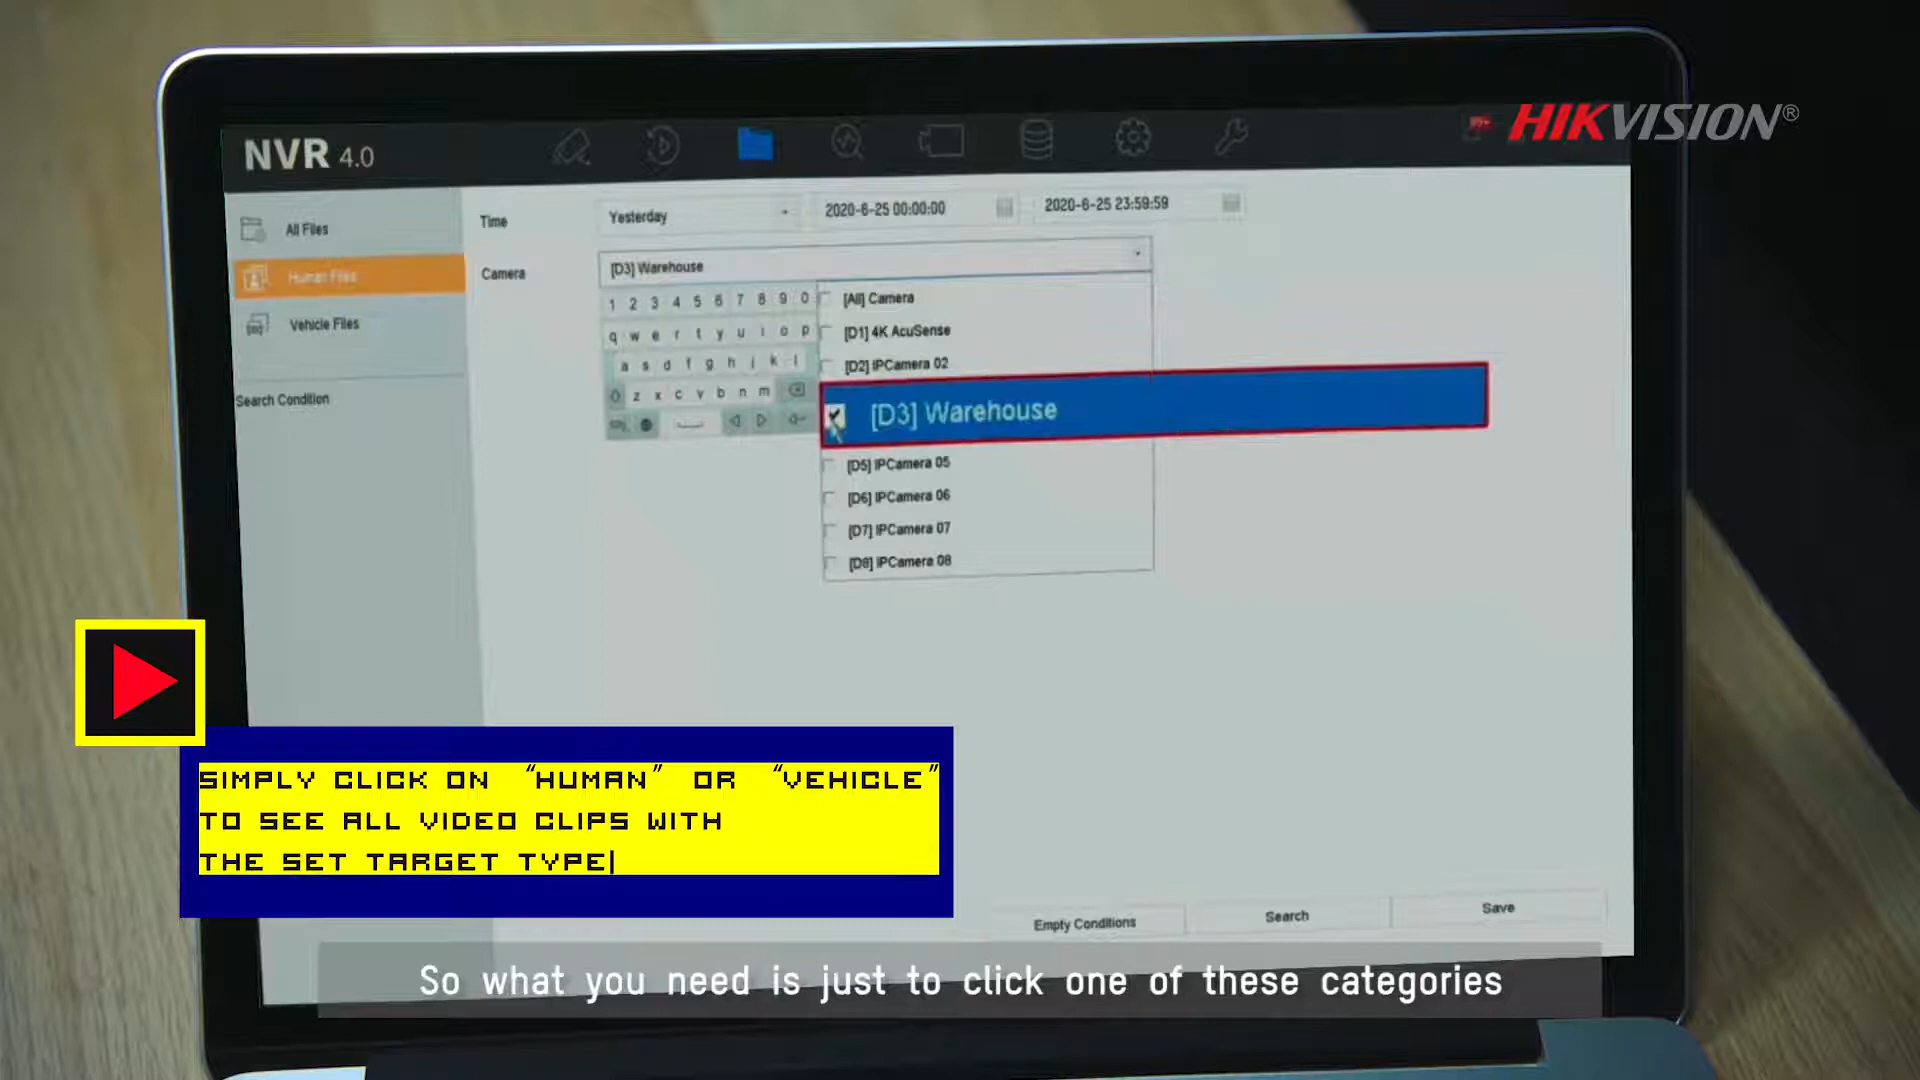 HIKVISION®
NVR 4.0
All Files
Human Files
Vehicle Files
Search Condition
Time
Yesterday
2020-6-25 00:00:00
2020-6-25 23:59:59
Camera
[D3] Warehouse
1 2 3 4 5 6 7 8 9 0
q w e r t y u i o p
a s d f g h j k l
z x c v b n m
[All] Camera
[D1] 4K AcuSense
[D2] IPCamera 02
[D3] Warehouse
[D5] IPCamera 05
[D6] IPCamera 06
[D7] IPCamera 07
[D8] IPCamera 08
SIMPLY CLICK ON “HUMAN” OR “VEHICLE”
TO SEE ALL VIDEO CLIPS WITH
THE SET TARGET TYPE
Empty Conditions
Search
Save
So what you need is just to click one of these categories